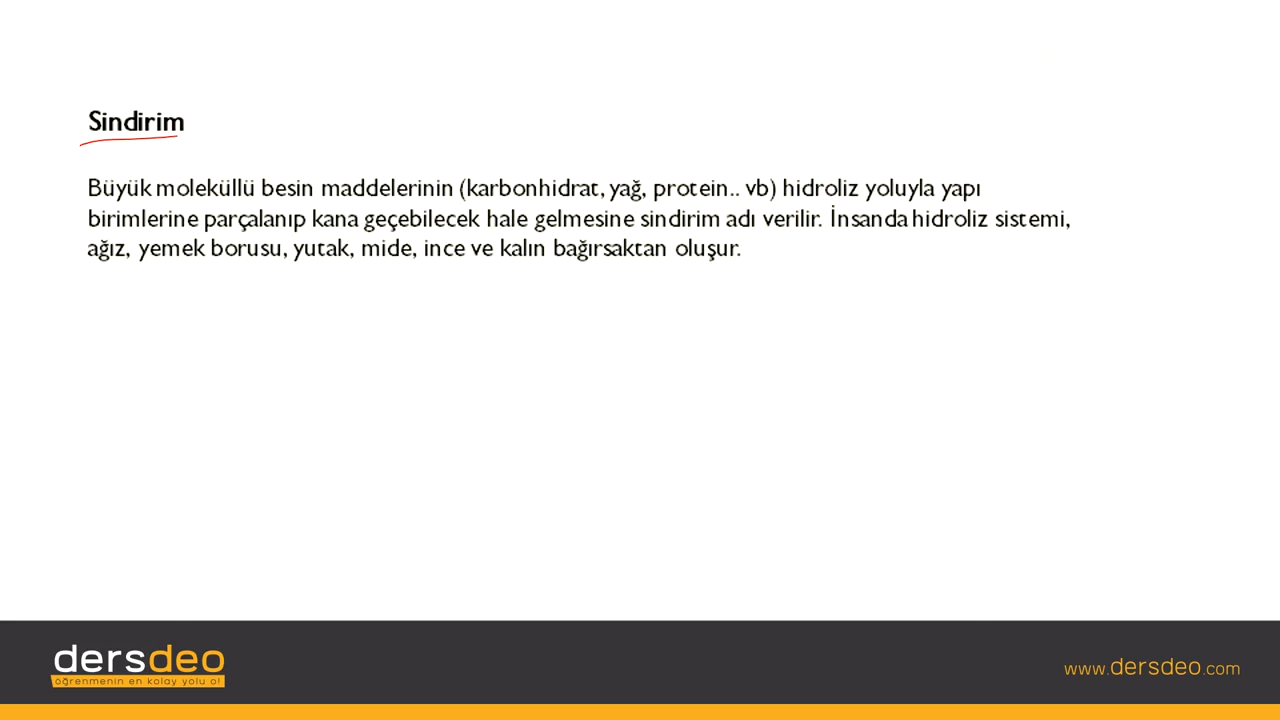 Sindirim
Büyük moleküllü besin maddelerinin (karbonhidrat, yağ, protein.. vb) hidroliz yoluyla yapı
birimlerine parçalanıp kana geçebilecek hale gelmesine sindirim adı verilir. İnsanda hidroliz sistemi,
ağız, yemek borusu, yutak, mide, ince ve kalın bağırsaktan oluşur.
dersdeo
öğrenmenin en kolay yolu o!
www.dersdeo.com